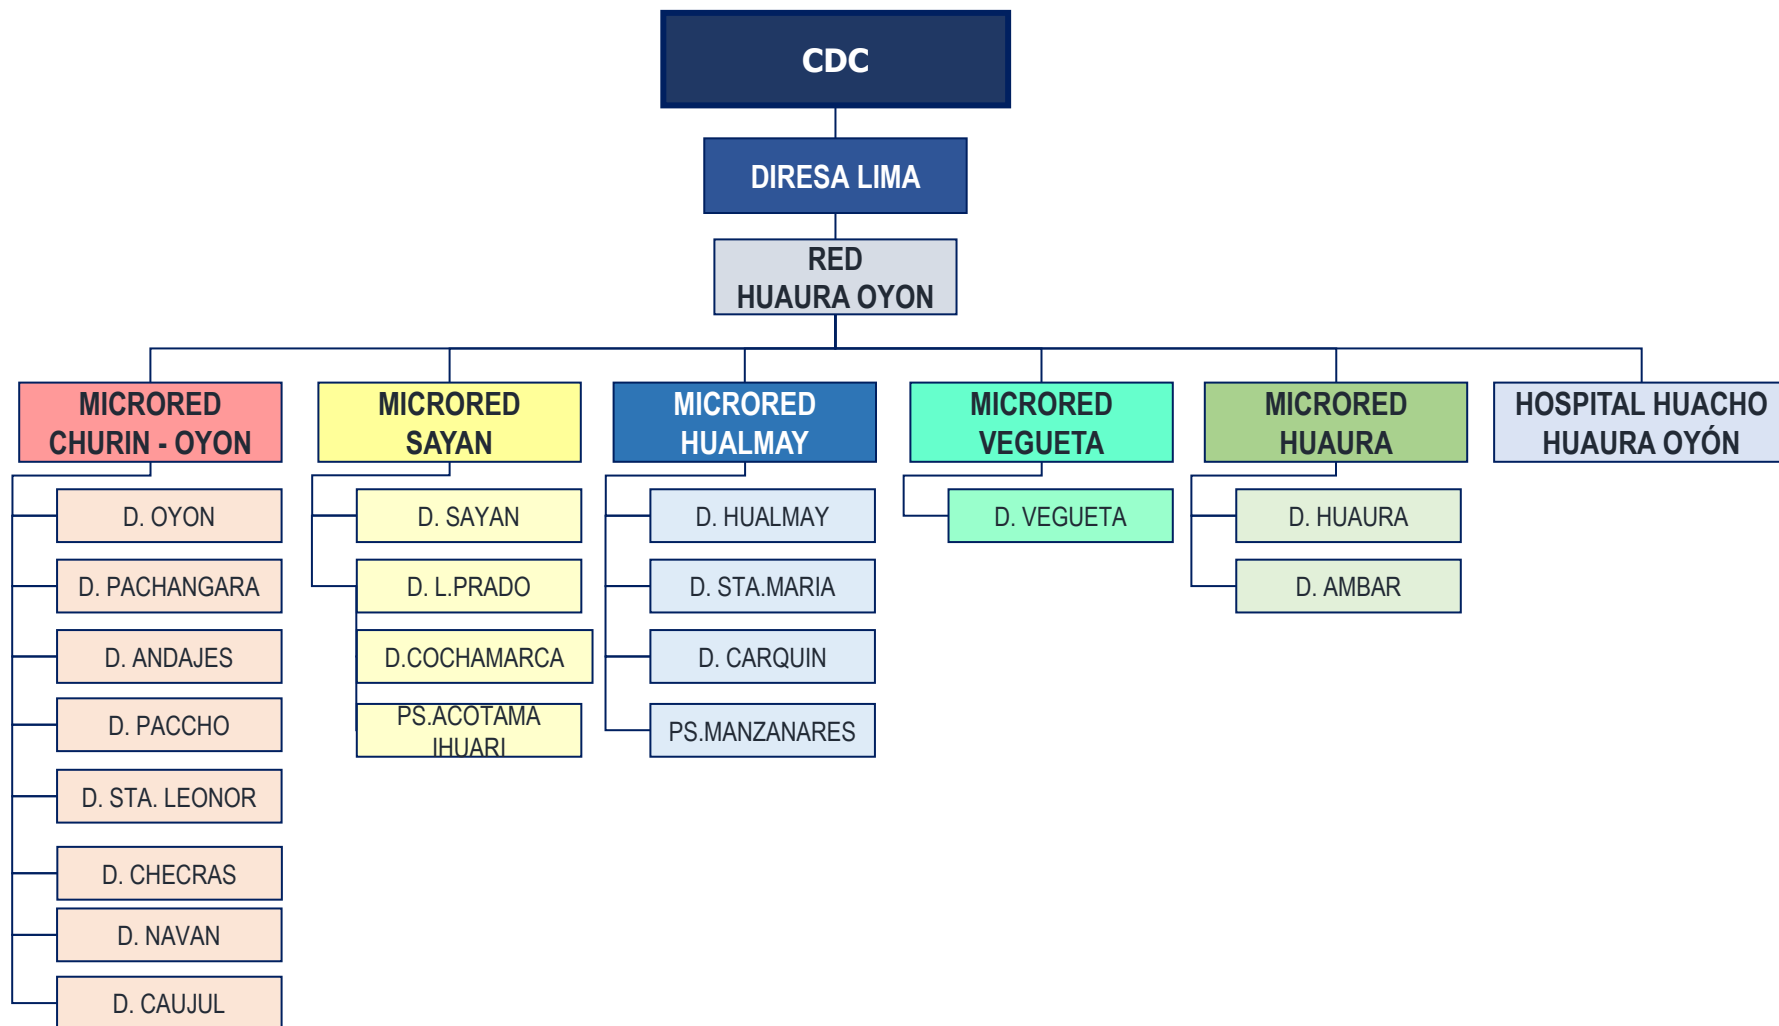 CDC
DIRESA LIMA
RED
HUAURA OYON
MICRORED
CHURIN - OYON
D. OYON
D. PACHANGARA
D. ANDAJES
D. PACCHO
D. STA. LEONOR
D. CHECRAS
D. NAVAN
D. CAUJUL
MICRORED
SAYAN
D. SAYAN
D. L.PRADO
D.COCHAMARCA
PS.ACOTAMA
IHUARI
MICRORED
HUALMAY
D. HUALMAY
D. STA.MARIA
D. CARQUIN
PS.MANZANARES
MICRORED
VEGUETA
D. VEGUETA
MICRORED
HUAURA
D. HUAURA
D. AMBAR
HOSPITAL HUACHO
HUAURA OYÓN